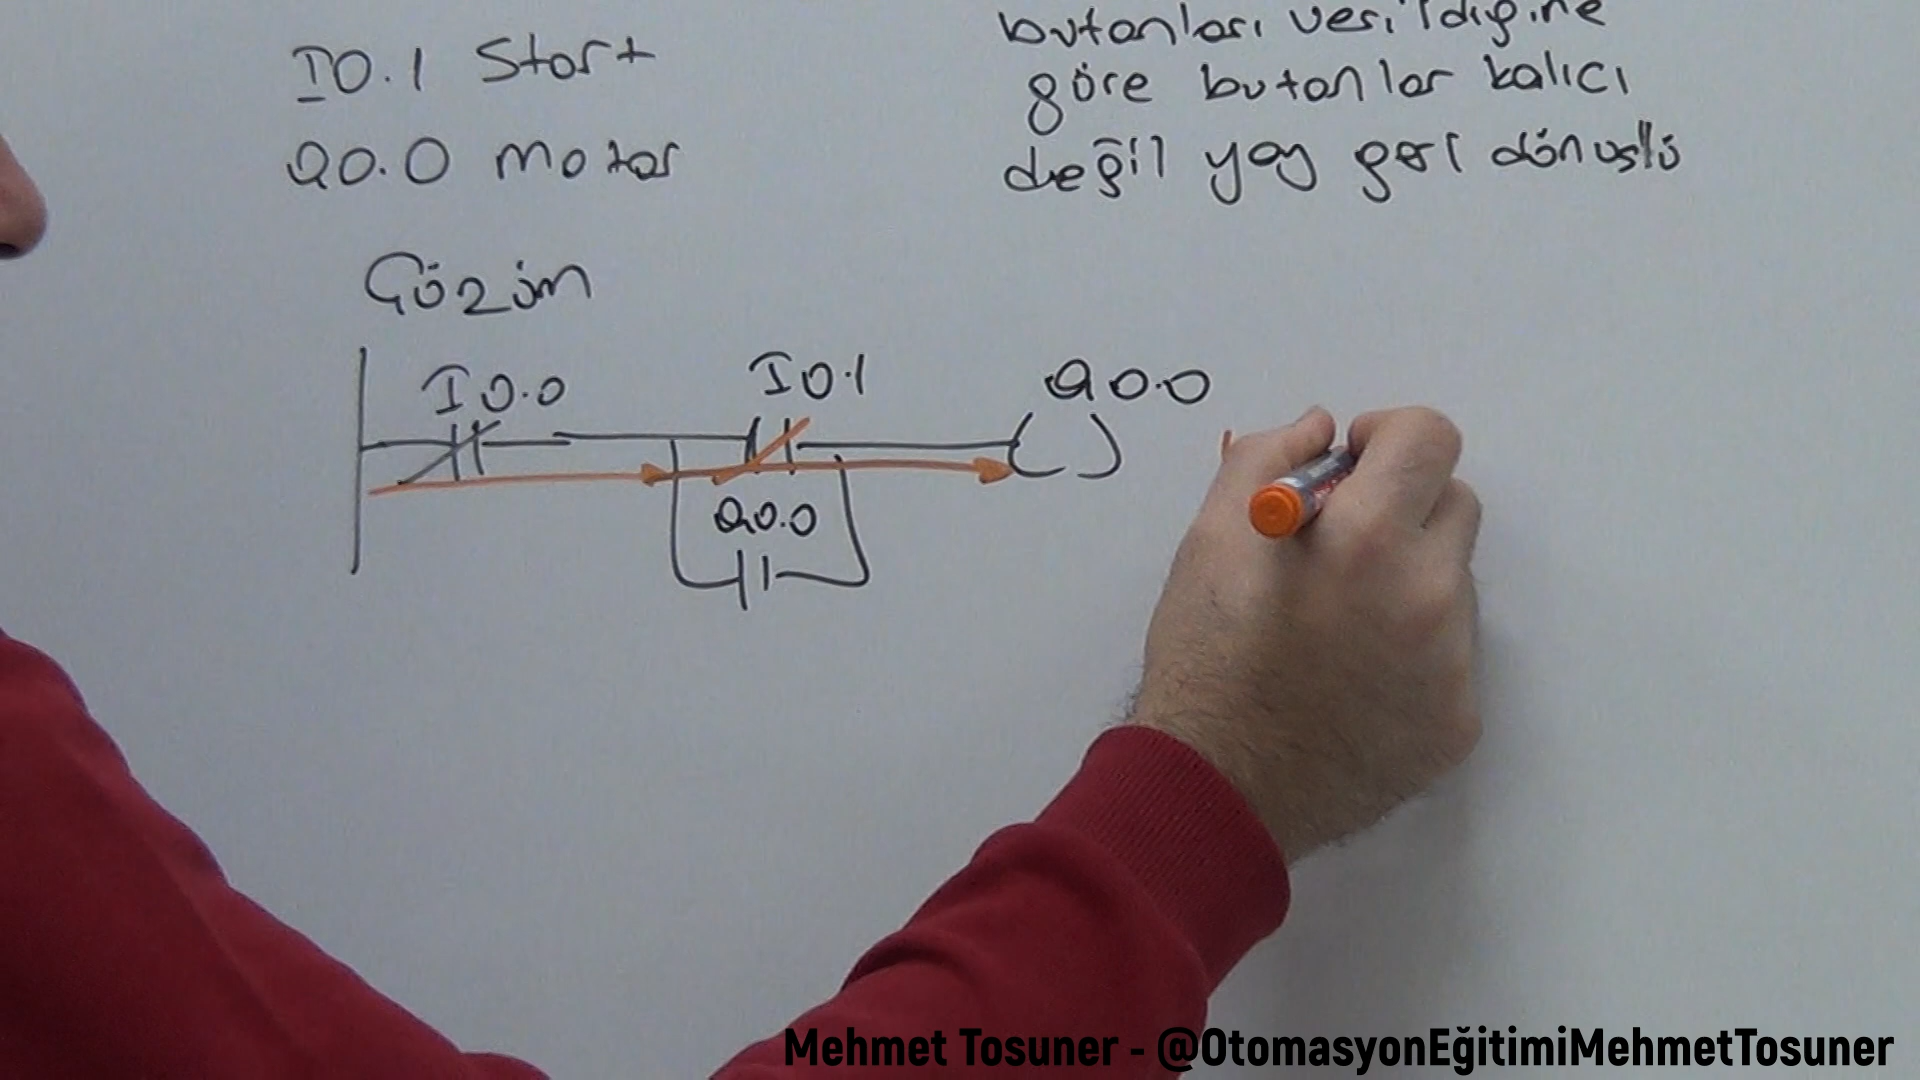 I0.1 Start
Q0.0 motor
butonları verildiğine
göre butonlar kalıcı
değil yay geri dönüşlü
Çözüm
I0.0
I0.1
Q0.0
Q0.0
Mehmet Tosuner - @OtomasyonEğitimiMehmetTosuner